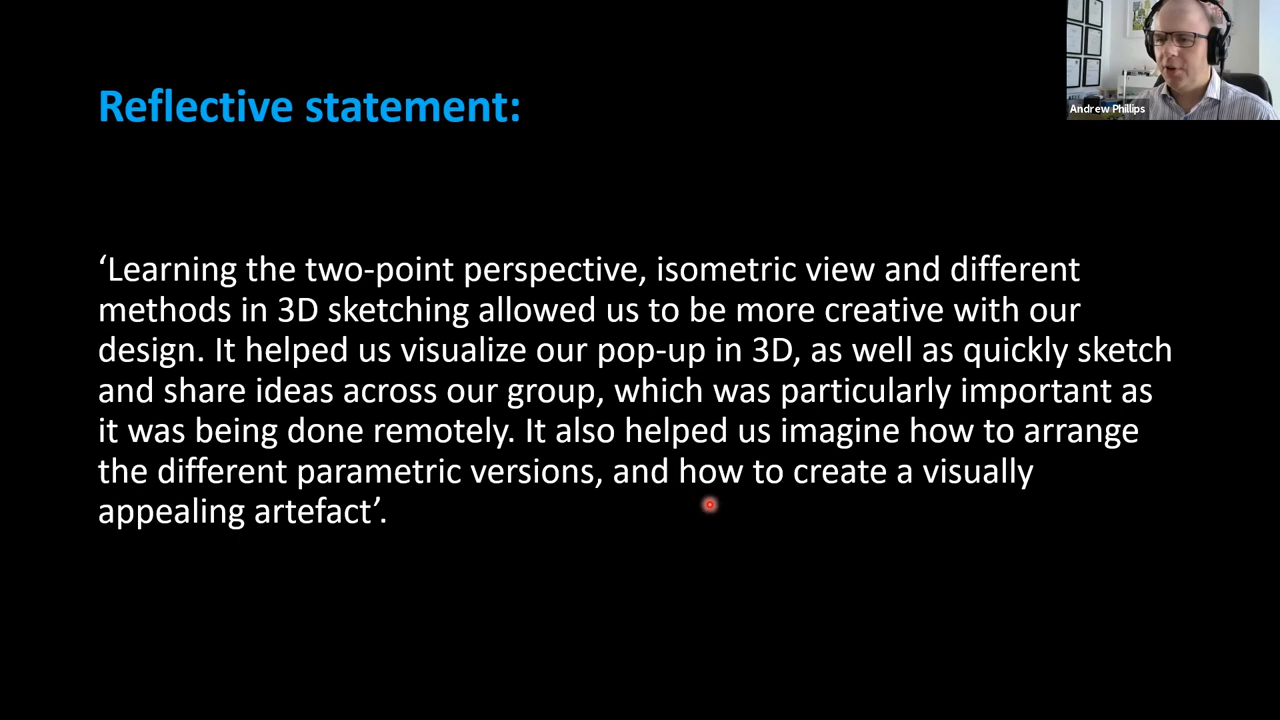 Reflective statement:
Andrew Phillips
‘Learning the two-point perspective, isometric view and different
methods in 3D sketching allowed us to be more creative with our
design. It helped us visualize our pop-up in 3D, as well as quickly sketch
and share ideas across our group, which was particularly important as
it was being done remotely. It also helped us imagine how to arrange
the different parametric versions, and how to create a visually
appealing artefact’.